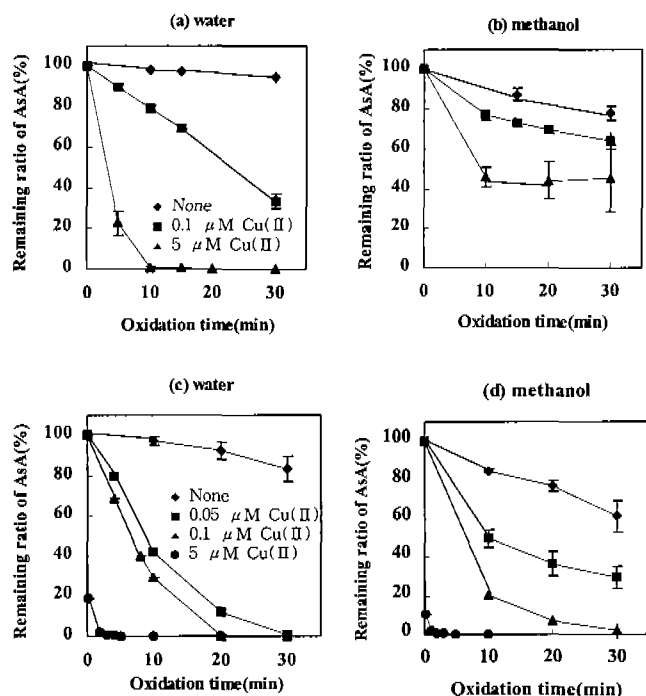 (a) water
Remaining ratio of AsA(%)
100
80
60
40
20
0
None
0.1 μM Cu(Ⅱ)
5 μM Cu(Ⅱ)
0 10 20 30
Oxidation time(min)
(b) methanol
Remaining ratio of AsA(%)
100
80
60
40
20
0
0 10 20 30
Oxidation time(min)
(c) water
Remaining ratio of AsA(%)
100
80
60
40
20
0
None
0.05 μM Cu(Ⅱ)
0.1 μM Cu(Ⅱ)
5 μM Cu(Ⅱ)
0 10 20 30
Oxidation time(min)
(d) methanol
Remaining ratio of AsA(%)
100
80
60
40
20
0
0 10 20 30
Oxidation time(min)